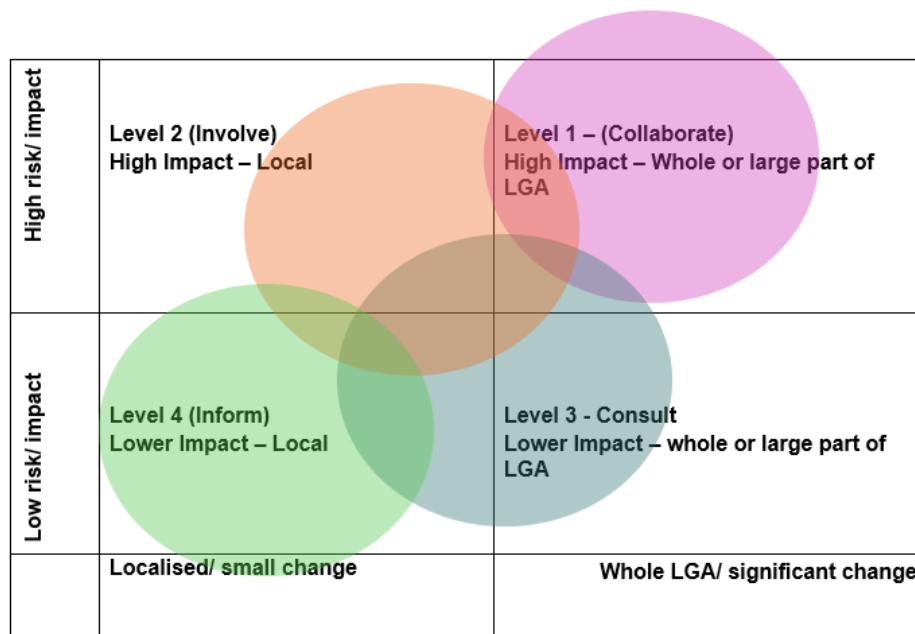 High risk/ impact
Level 2 (Involve)
High Impact – Local
Level 1 – (Collaborate)
High Impact – Whole or large part of
LGA
Low risk/ impact
Level 4 (Inform)
Lower Impact – Local
Level 3 - Consult
Lower Impact – whole or large part of
LGA
Localised/ small change
Whole LGA/ significant change